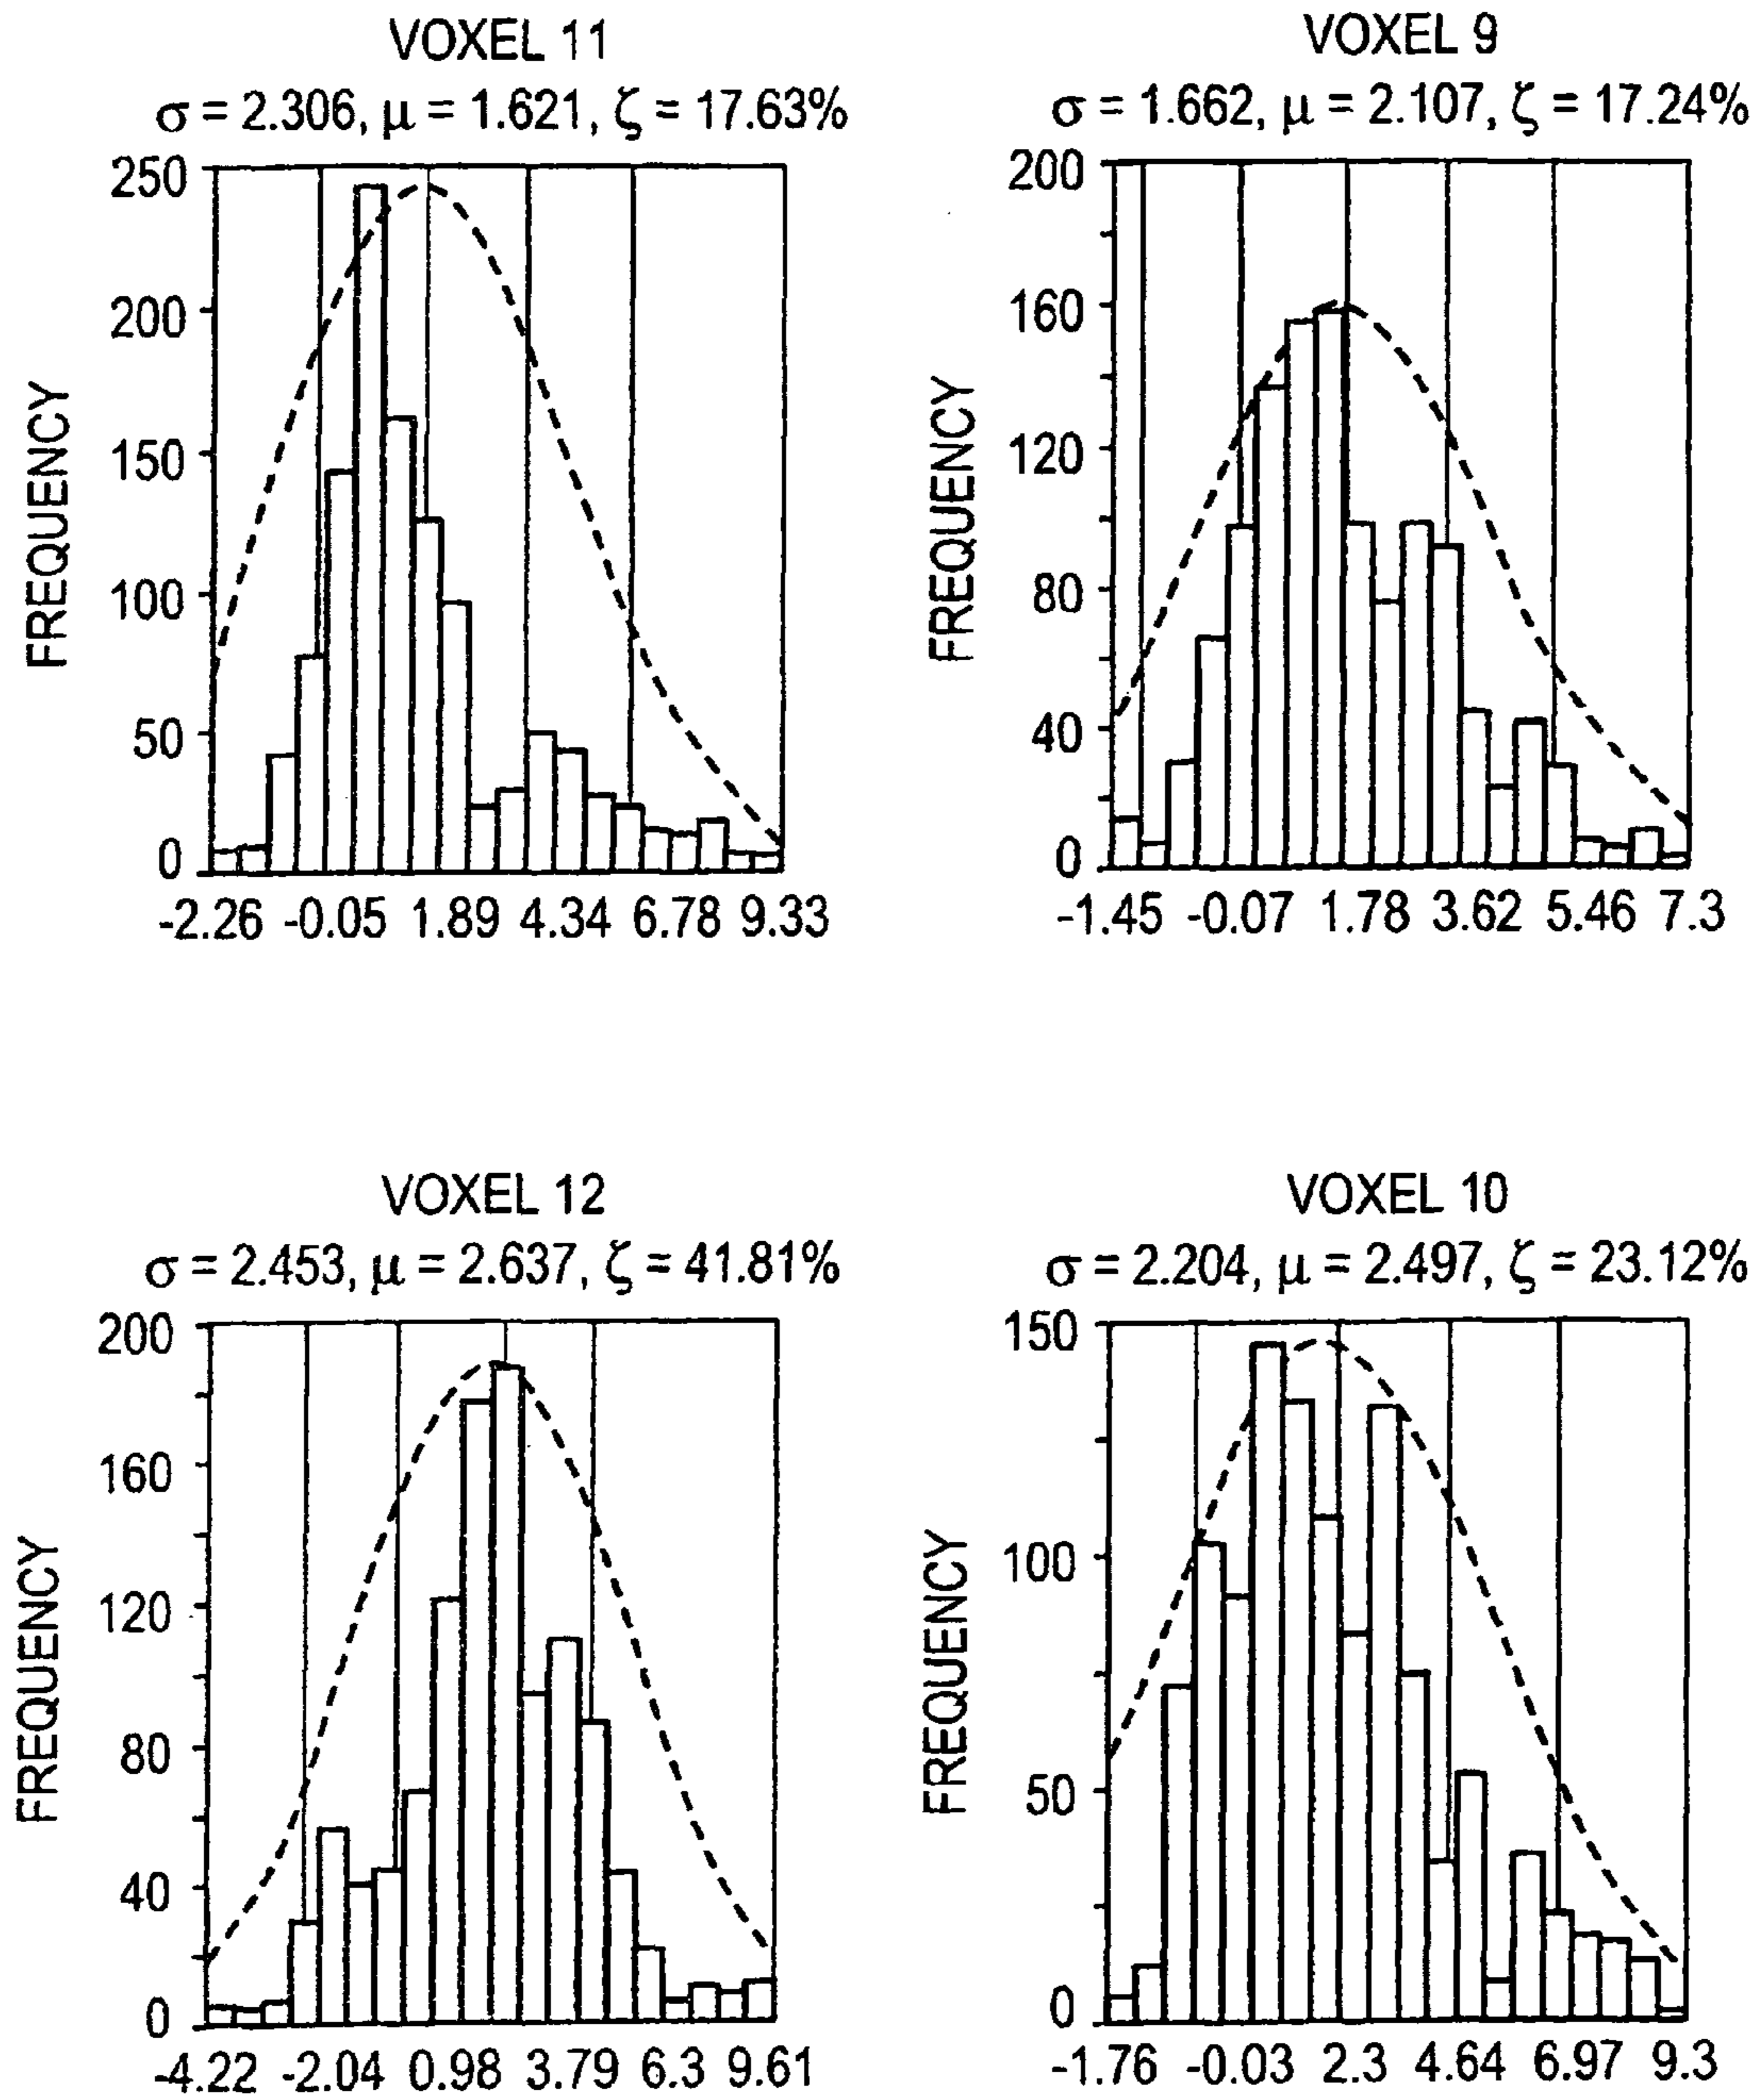 VOXEL 11
σ = 2.306, μ = 1.621, ζ = 17.63%
250
200
150
100
50
0
FREQUENCY
-2.26 -0.05 1.89 4.34 6.78 9.33
VOXEL 9
σ = 1.662, μ = 2.107, ζ = 17.24%
200
160
120
80
40
0
FREQUENCY
-1.45 -0.07 1.78 3.62 5.46 7.3
VOXEL 12
σ = 2.453, μ = 2.637, ζ = 41.81%
200
160
120
80
40
0
FREQUENCY
-4.22 -2.04 0.98 3.79 6.3 9.61
VOXEL 10
σ = 2.204, μ = 2.497, ζ = 23.12%
150
100
50
0
FREQUENCY
-1.76 -0.03 2.3 4.64 6.97 9.3